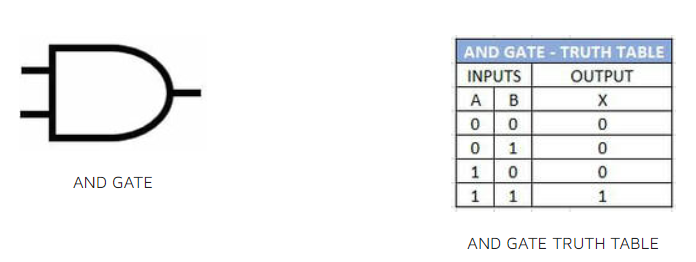 AND GATE
AND GATE - TRUTH TABLE
INPUTS OUTPUT
A B X
0 0 0
0 1 0
1 0 0
1 1 1
AND GATE TRUTH TABLE